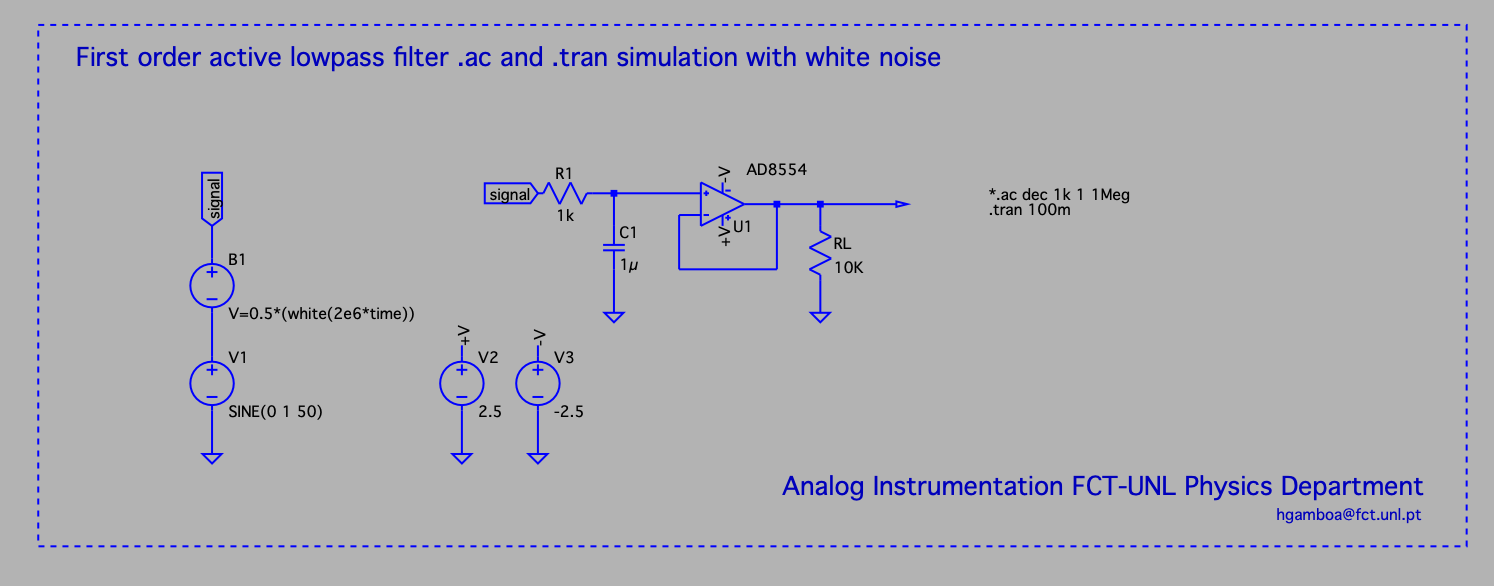 First order active lowpass filter .ac and .tran simulation with white noise
signal
B1
V=0.5*(white(2e6*time))
V1
SINE(0 1 50)
+V
V2
2.5
-V
V3
-2.5
signal
R1
1k
C1
1µ
-V
AD8554
U1
+V
RL
10K
*.ac dec 1k 1 1Meg
.tran 100m
Analog Instrumentation FCT-UNL Physics Department
hgamboa@fct.unl.pt